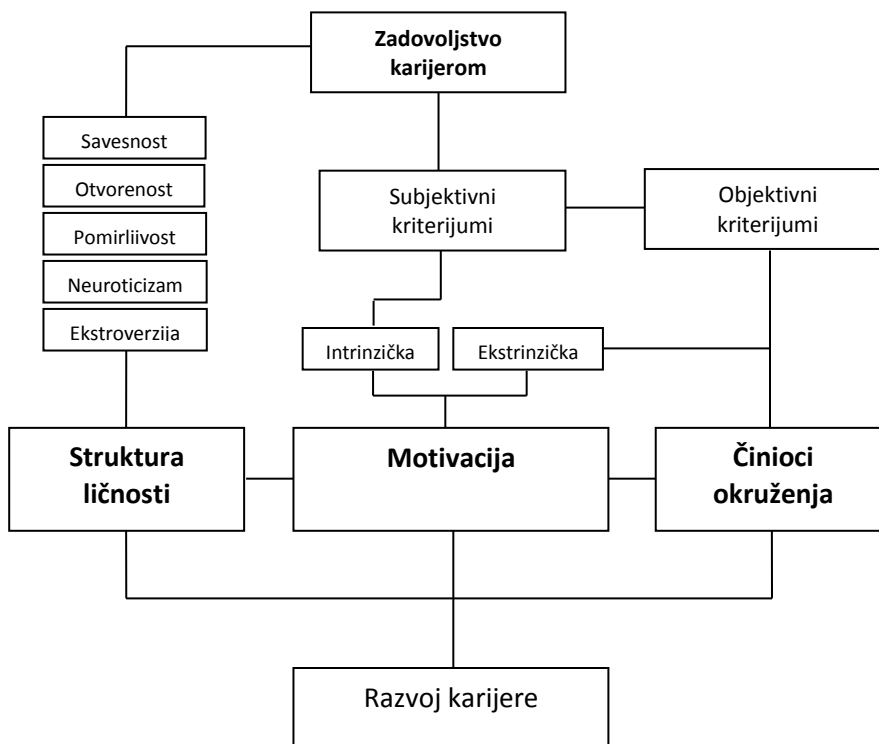 Zadovoljstvo
karijerom
Savesnost
Otvorenost
Pomirliivost
Neuroticizam
Ekstroverzija
Subjektivni
kriterijumi
Objektivni
kriterijumi
Intrinzička
Ekstrinzička
Struktura
ličnosti
Motivacija
Činioci
okruženja
Razvoj karijere